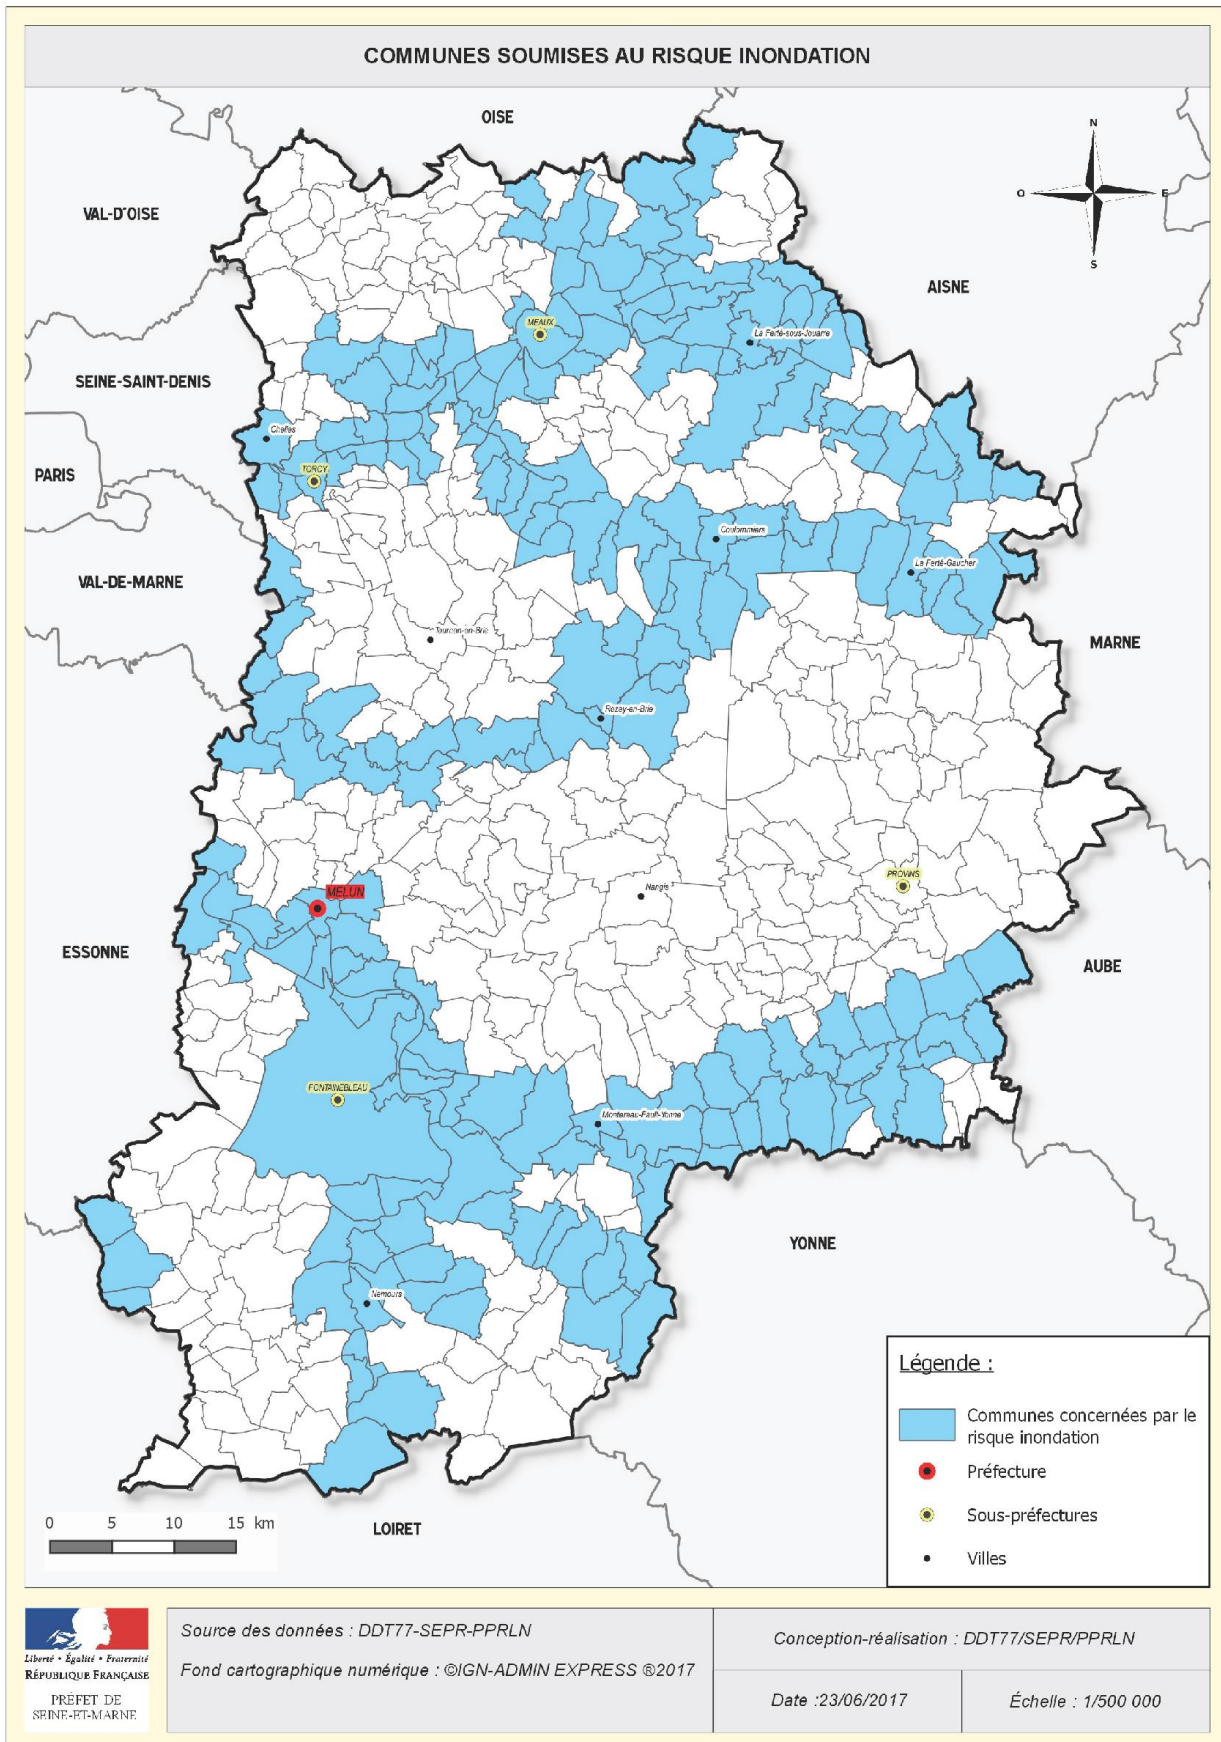 COMMUNES SOUMISES AU RISQUE INONDATION
OISE
N
VAL-D'OISE
O
E
S
AISNE
MEAUX
La Ferté-sous-Jouarre
SEINE-SAINT-DENIS
Chelles
PARIS
TORCY
Coulommiers
VAL-DE-MARNE
La Ferté-Gaucher
Tournan-en-Brie
MARNE
Rozay-en-Brie
PROVINS
MELUN
Nangis
ESSONNE
AUBE
FONTAINEBLEAU
Montereau-Fault-Yonne
YONNE
Nemours
Légende :
Communes concernées par le
risque inondation
Préfecture
Sous-préfectures
Villes
0 5 10 15 km
LOIRET
Liberté • Égalité • Fraternité
RÉPUBLIQUE FRANÇAISE
PRÉFET DE
SEINE-ET-MARNE
Source des données : DDT77-SEPR-PPRLN
Fond cartographique numérique : ©IGN-ADMIN EXPRESS ®2017
Conception-réalisation : DDT77/SEPR/PPRLN
Date :23/06/2017
Échelle : 1/500 000